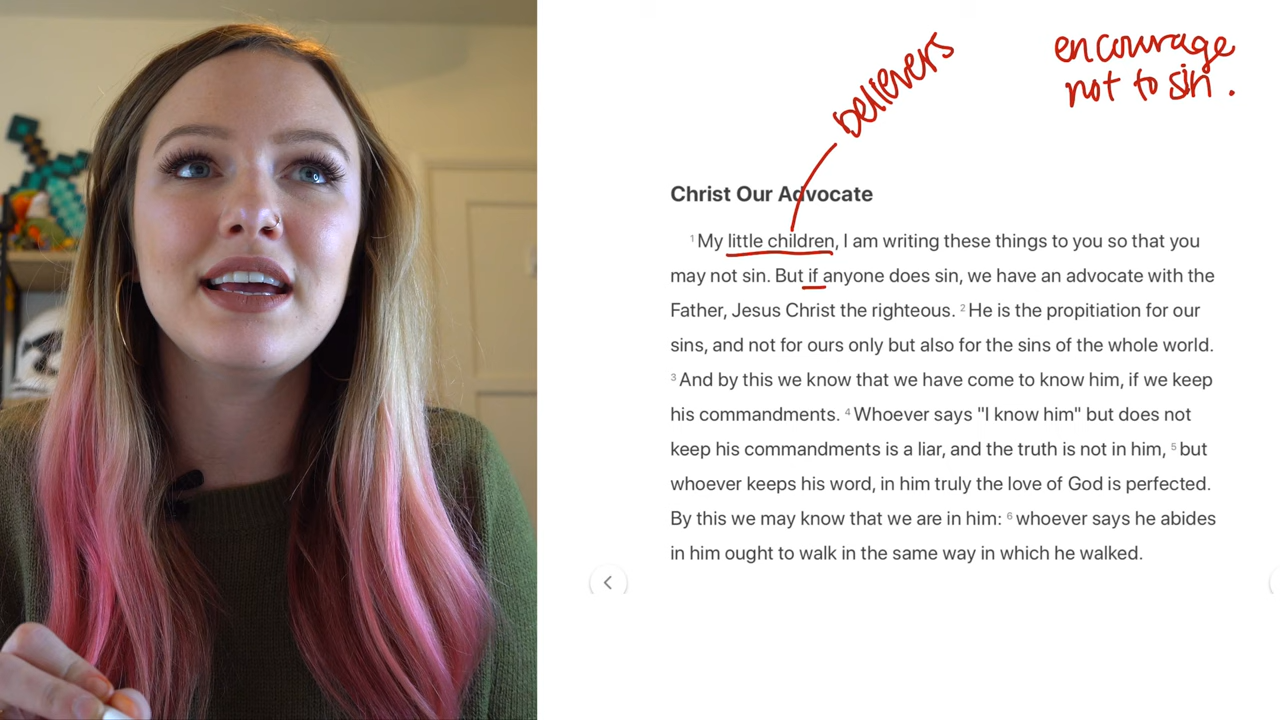 believers
encourage
not to sin.
Christ Our Advocate
1 My little children, I am writing these things to you so that you
may not sin. But if anyone does sin, we have an advocate with the
Father, Jesus Christ the righteous. 2 He is the propitiation for our
sins, and not for ours only but also for the sins of the whole world.
3 And by this we know that we have come to know him, if we keep
his commandments. 4 Whoever says "I know him" but does not
keep his commandments is a liar, and the truth is not in him, 5 but
whoever keeps his word, in him truly the love of God is perfected.
By this we may know that we are in him: 6 whoever says he abides
in him ought to walk in the same way in which he walked.